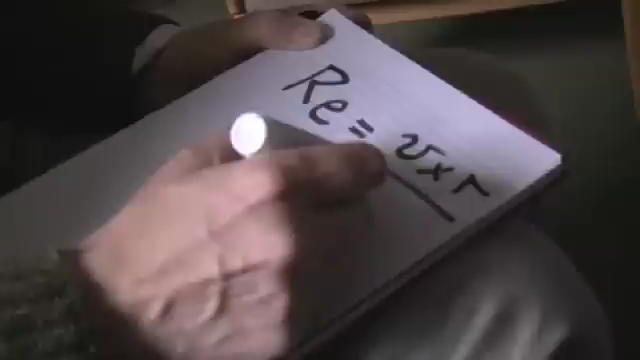 Re = v x r